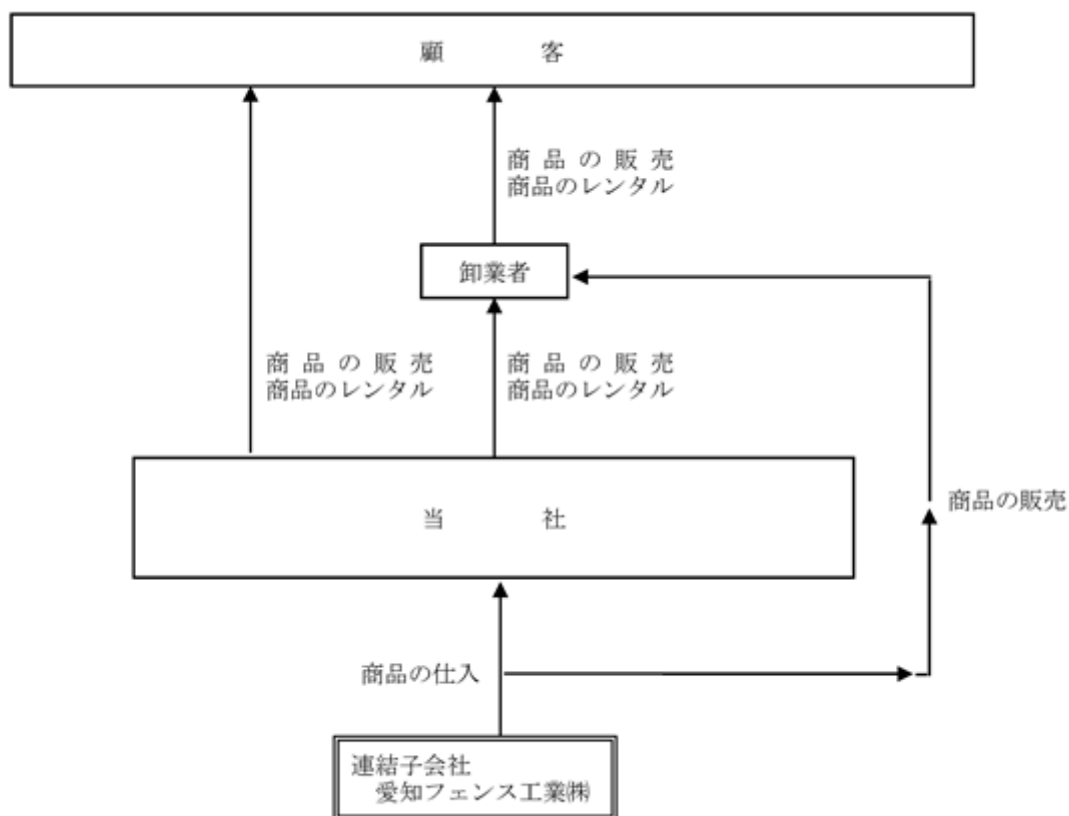 顧客
商品の販売
商品のレンタル
卸業者
商品の販売
商品のレンタル
商品の販売
商品のレンタル
当社
商品の販売
商品の仕入
連結子会社
愛知フェンス工業㈱